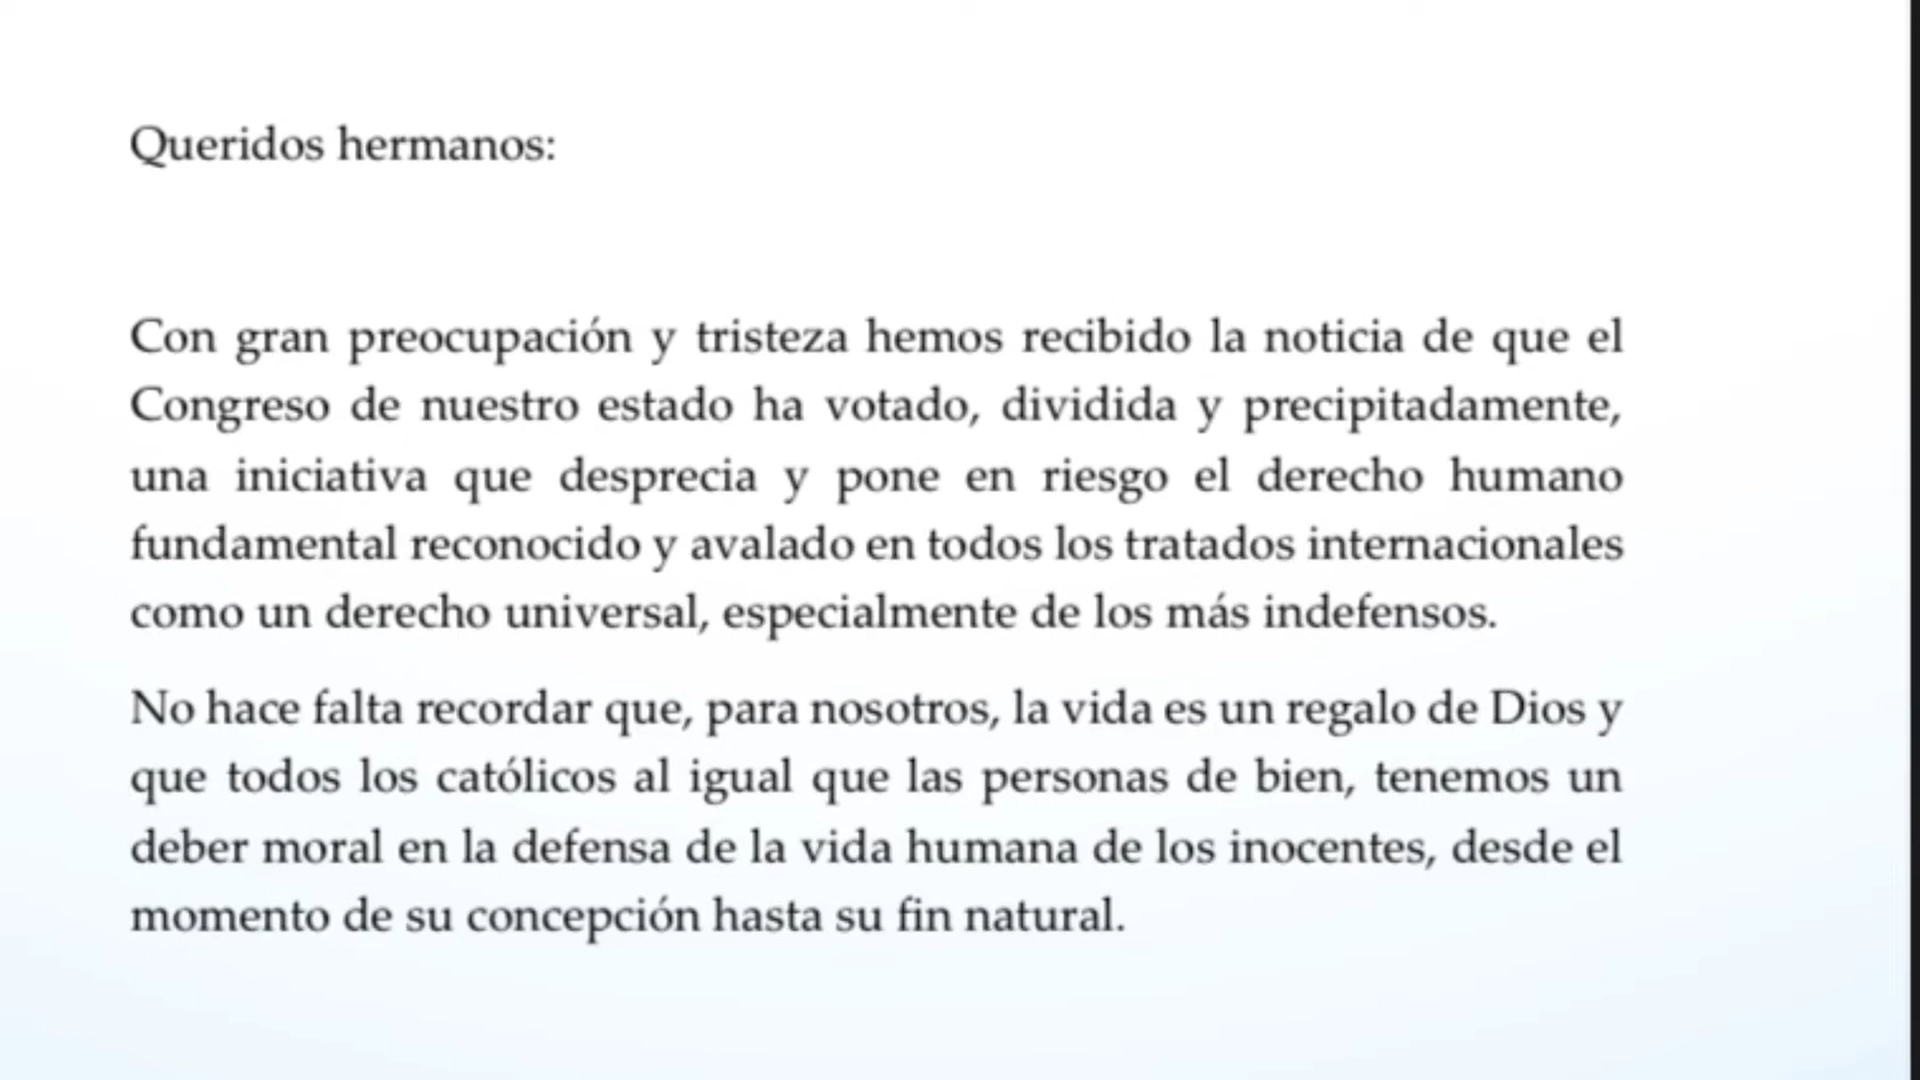 Queridos hermanos:
Con gran preocupación y tristeza hemos recibido la noticia de que el
Congreso de nuestro estado ha votado, dividida y precipitadamente,
una iniciativa que desprecia y pone en riesgo el derecho humano
fundamental reconocido y avalado en todos los tratados internacionales
como un derecho universal, especialmente de los más indefensos.
No hace falta recordar que, para nosotros, la vida es un regalo de Dios y
que todos los católicos al igual que las personas de bien, tenemos un
deber moral en la defensa de la vida humana de los inocentes, desde el
momento de su concepción hasta su fin natural.